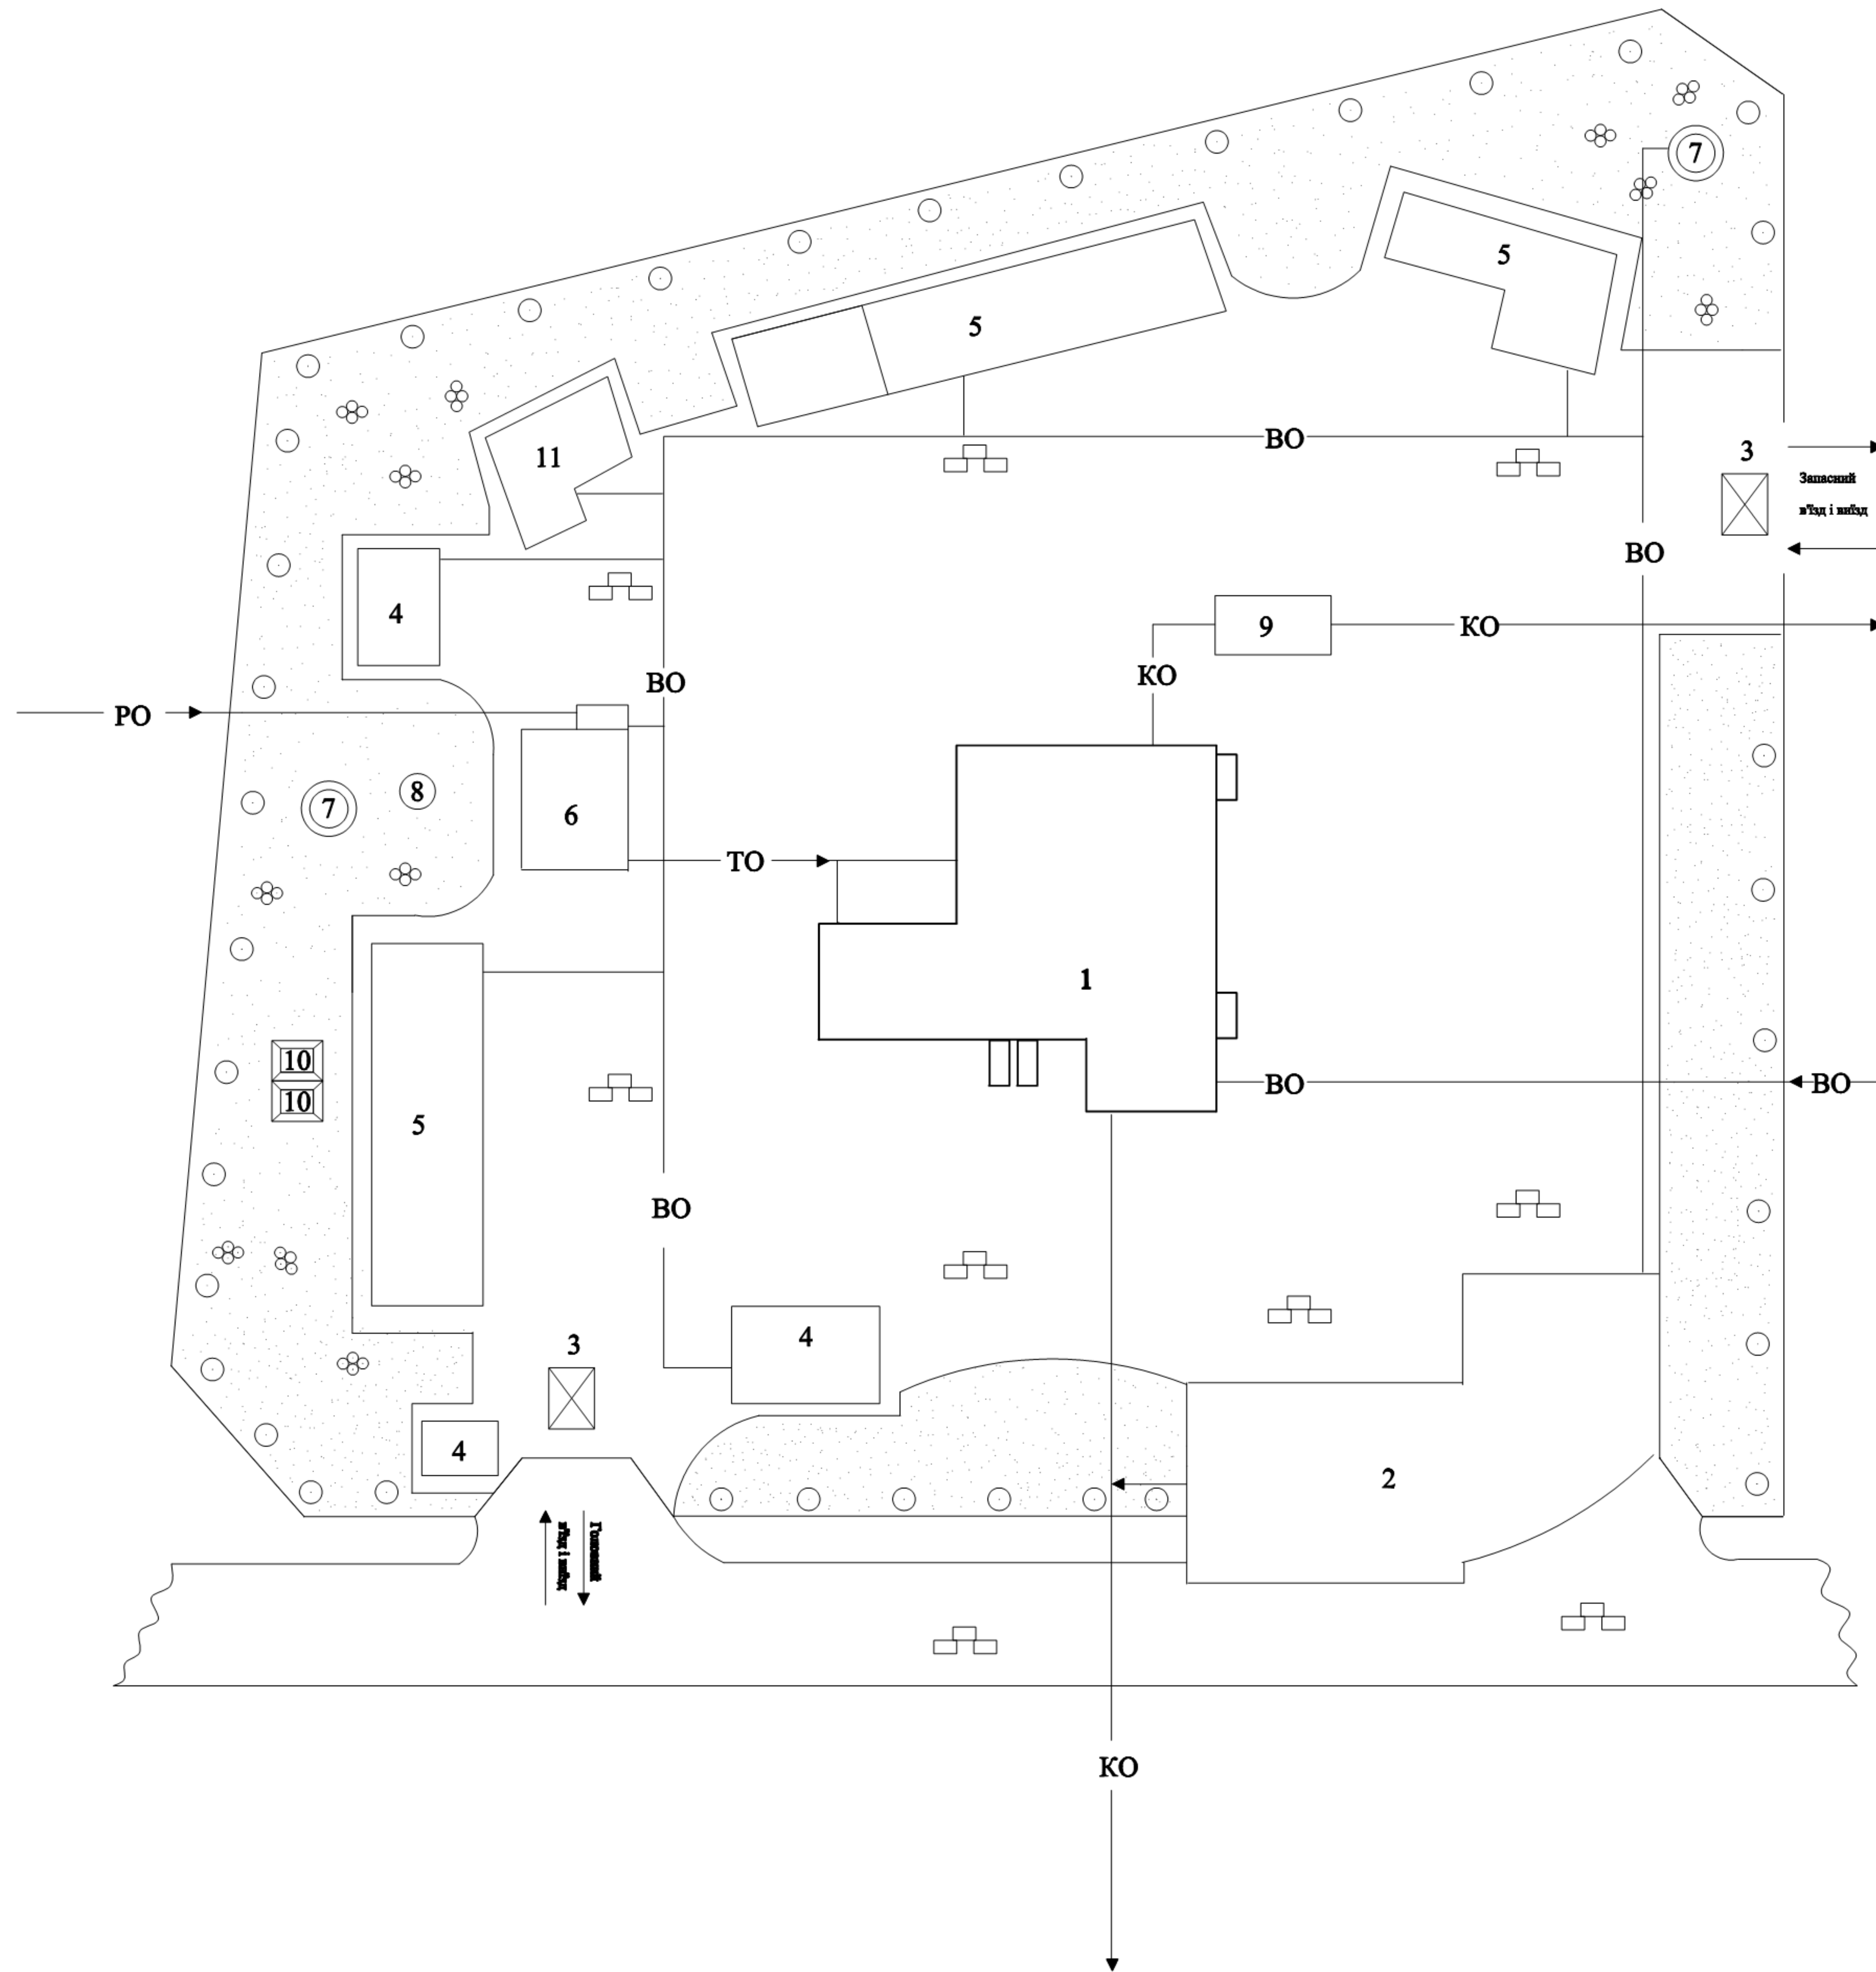 7
5
5
ВО
3
11
Запасний
в'їзд і виїзд
ВО
4
9
КО
КО
ВО
РО
7
8
6
ТО
1
10
ВО
ВО
10
5
ВО
4
3
4
2
Головний
в'їзд і виїзд
КО